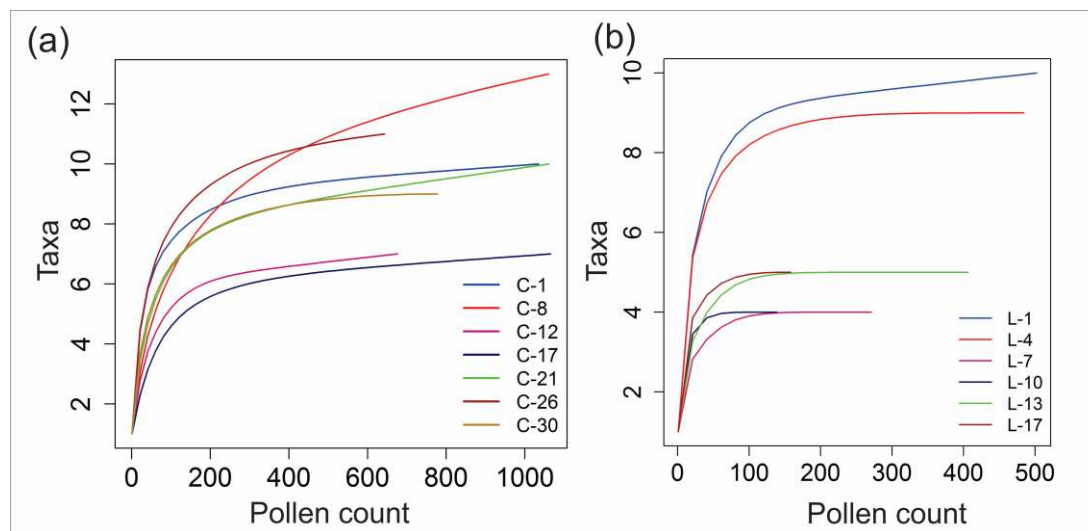 (a)
Taxa
12
10
8
6
4
2
0 200 400 600 800 1000
Pollen count
C-1
C-8
C-12
C-17
C-21
C-26
C-30
(b)
Taxa
10
8
6
4
2
0 100 200 300 400 500
Pollen count
L-1
L-4
L-7
L-10
L-13
L-17